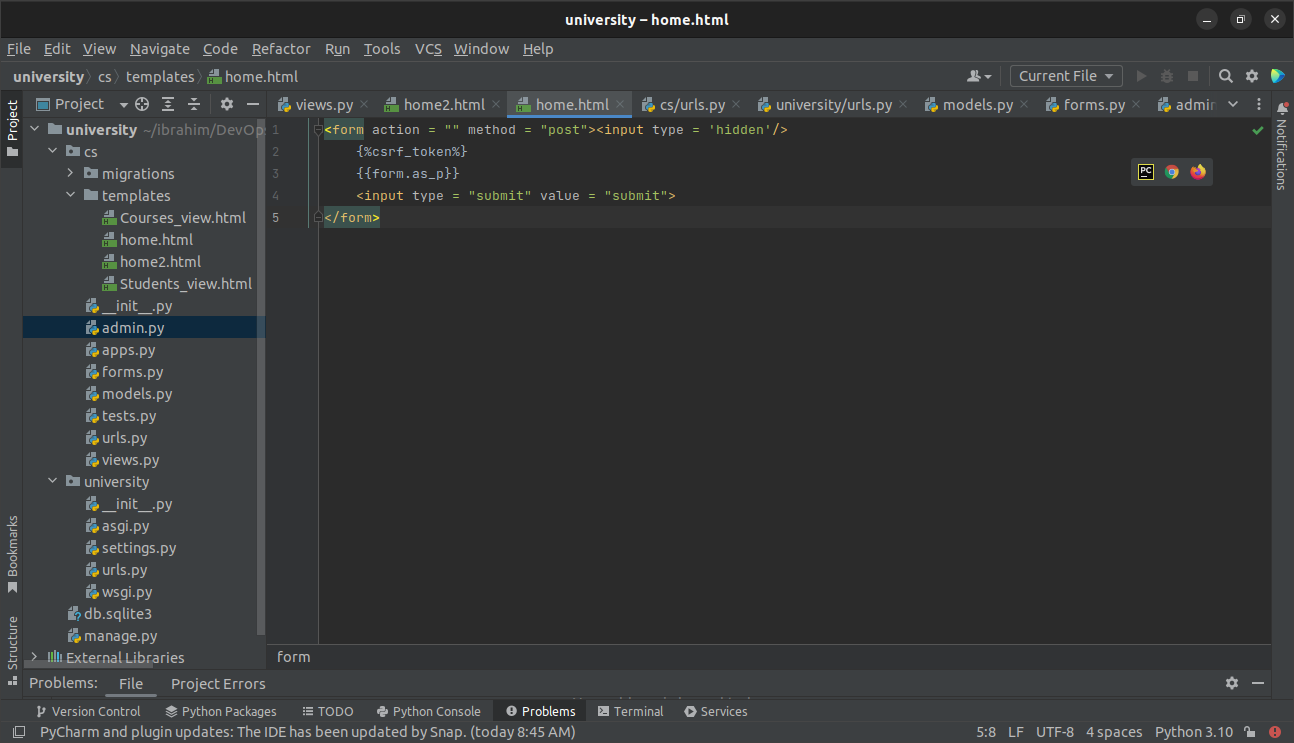 university – home.html
File Edit View Navigate Code Refactor Run Tools VCS Window Help
university cs templates home.html
Current File
Project
Project
views.py home2.html home.html cs/urls.py university/urls.py models.py forms.py admin
Notifications
university ~/ibrahim/DevOp
cs
migrations
templates
Courses_view.html
home.html
home2.html
Students_view.html
__init__.py
admin.py
apps.py
forms.py
models.py
tests.py
urls.py
views.py
university
__init__.py
asgi.py
settings.py
urls.py
wsgi.py
db.sqlite3
manage.py
External Libraries
Bookmarks
Structure
1 <form action = "" method = "post"><input type = 'hidden'/>
2 {%csrf_token%}
3 {{form.as_p}}
4 <input type = "submit" value = "submit">
5 </form>
PC
form
Problems: File Project Errors
Version Control Python Packages TODO Python Console Problems Terminal Services
PyCharm and plugin updates: The IDE has been updated by Snap. (today 8:45 AM) 5:8 LF UTF-8 4 spaces Python 3.10